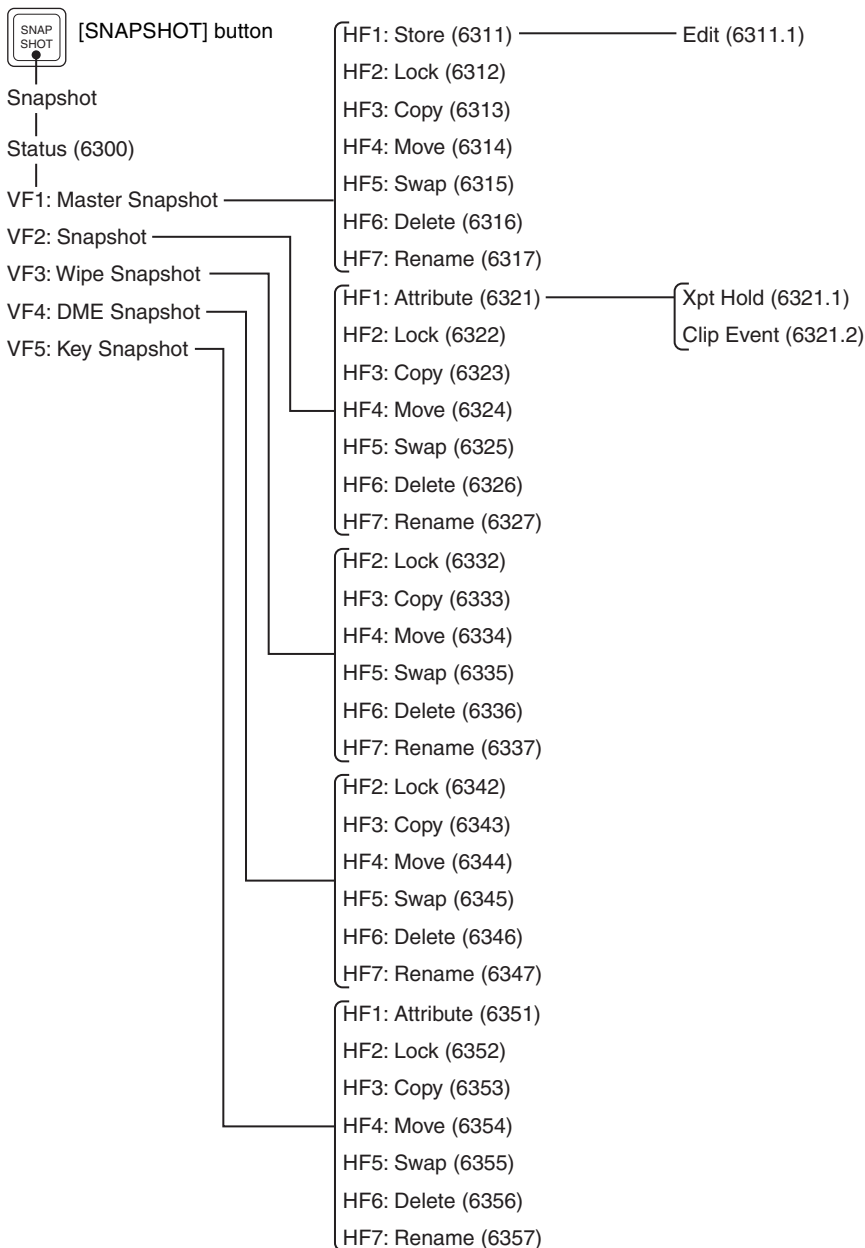 SNAP
SHOT
[SNAPSHOT] button
Snapshot
Status (6300)
VF1: Master Snapshot
VF2: Snapshot
VF3: Wipe Snapshot
VF4: DME Snapshot
VF5: Key Snapshot
HF1: Store (6311)
Edit (6311.1)
HF2: Lock (6312)
HF3: Copy (6313)
HF4: Move (6314)
HF5: Swap (6315)
HF6: Delete (6316)
HF7: Rename (6317)
HF1: Attribute (6321)
Xpt Hold (6321.1)
Clip Event (6321.2)
HF2: Lock (6322)
HF3: Copy (6323)
HF4: Move (6324)
HF5: Swap (6325)
HF6: Delete (6326)
HF7: Rename (6327)
HF2: Lock (6332)
HF3: Copy (6333)
HF4: Move (6334)
HF5: Swap (6335)
HF6: Delete (6336)
HF7: Rename (6337)
HF2: Lock (6342)
HF3: Copy (6343)
HF4: Move (6344)
HF5: Swap (6345)
HF6: Delete (6346)
HF7: Rename (6347)
HF1: Attribute (6351)
HF2: Lock (6352)
HF3: Copy (6353)
HF4: Move (6354)
HF5: Swap (6355)
HF6: Delete (6356)
HF7: Rename (6357)